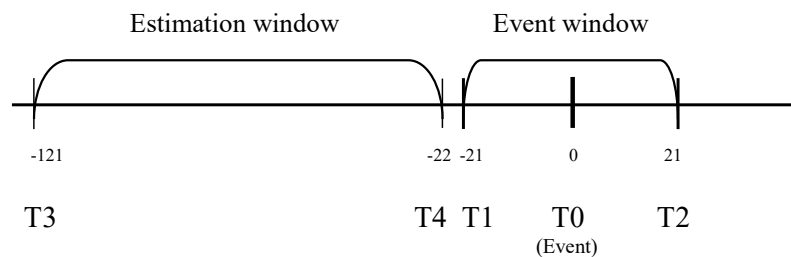 Estimation window Event window
-121 -22 -21 0 21
T3 T4 T1 T0 T2
(Event)